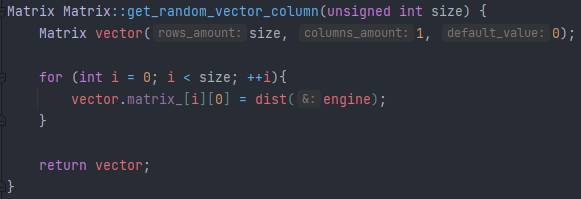 Matrix Matrix::get_random_vector_column(unsigned int size) {
    Matrix vector( rows_amount: size, columns_amount: 1, default_value: 0);
    for (int i = 0; i < size; ++i){
        vector.matrix_[i][0] = dist( &: engine);
    }
    return vector;
}